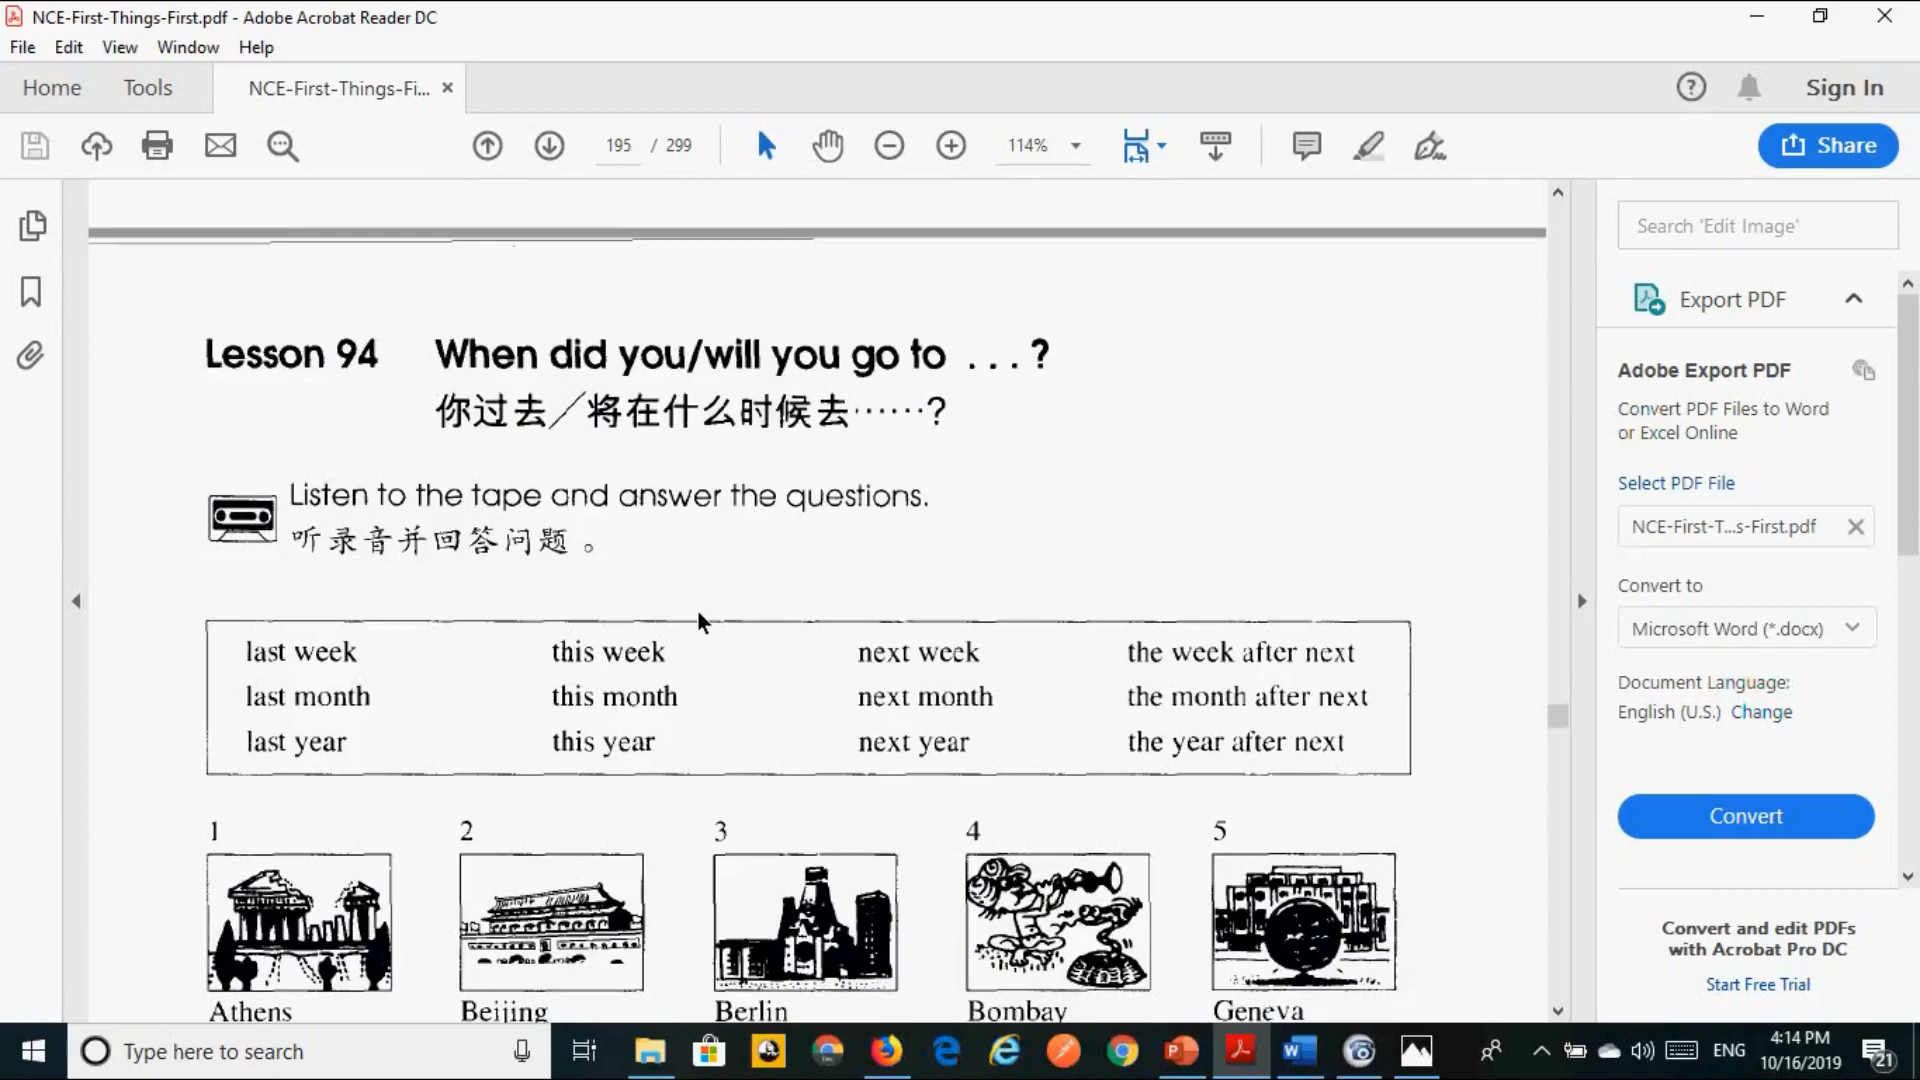 NCE-First-Things-First.pdf - Adobe Acrobat Reader DC
File Edit View Window Help
Home Tools NCE-First-Things-Fi... Sign In
195 / 299 114% Share
Search 'Edit Image'
Export PDF
Adobe Export PDF
Convert PDF Files to Word
or Excel Online
Select PDF File
NCE-First-T...s-First.pdf
Convert to
Microsoft Word (*.docx)
Document Language:
English (U.S.) Change
Convert
Convert and edit PDFs
with Acrobat Pro DC
Start Free Trial
Lesson 94 When did you/will you go to . . . ?
你过去／将在什么时候去……?
Listen to the tape and answer the questions.
听录音并回答问题。
last week this week next week the week after next
last month this month next month the month after next
last year this year next year the year after next
1 2 3 4 5
Athens Beijing Berlin Bombay Geneva
Type here to search
ENG
4:14 PM
10/16/2019
21